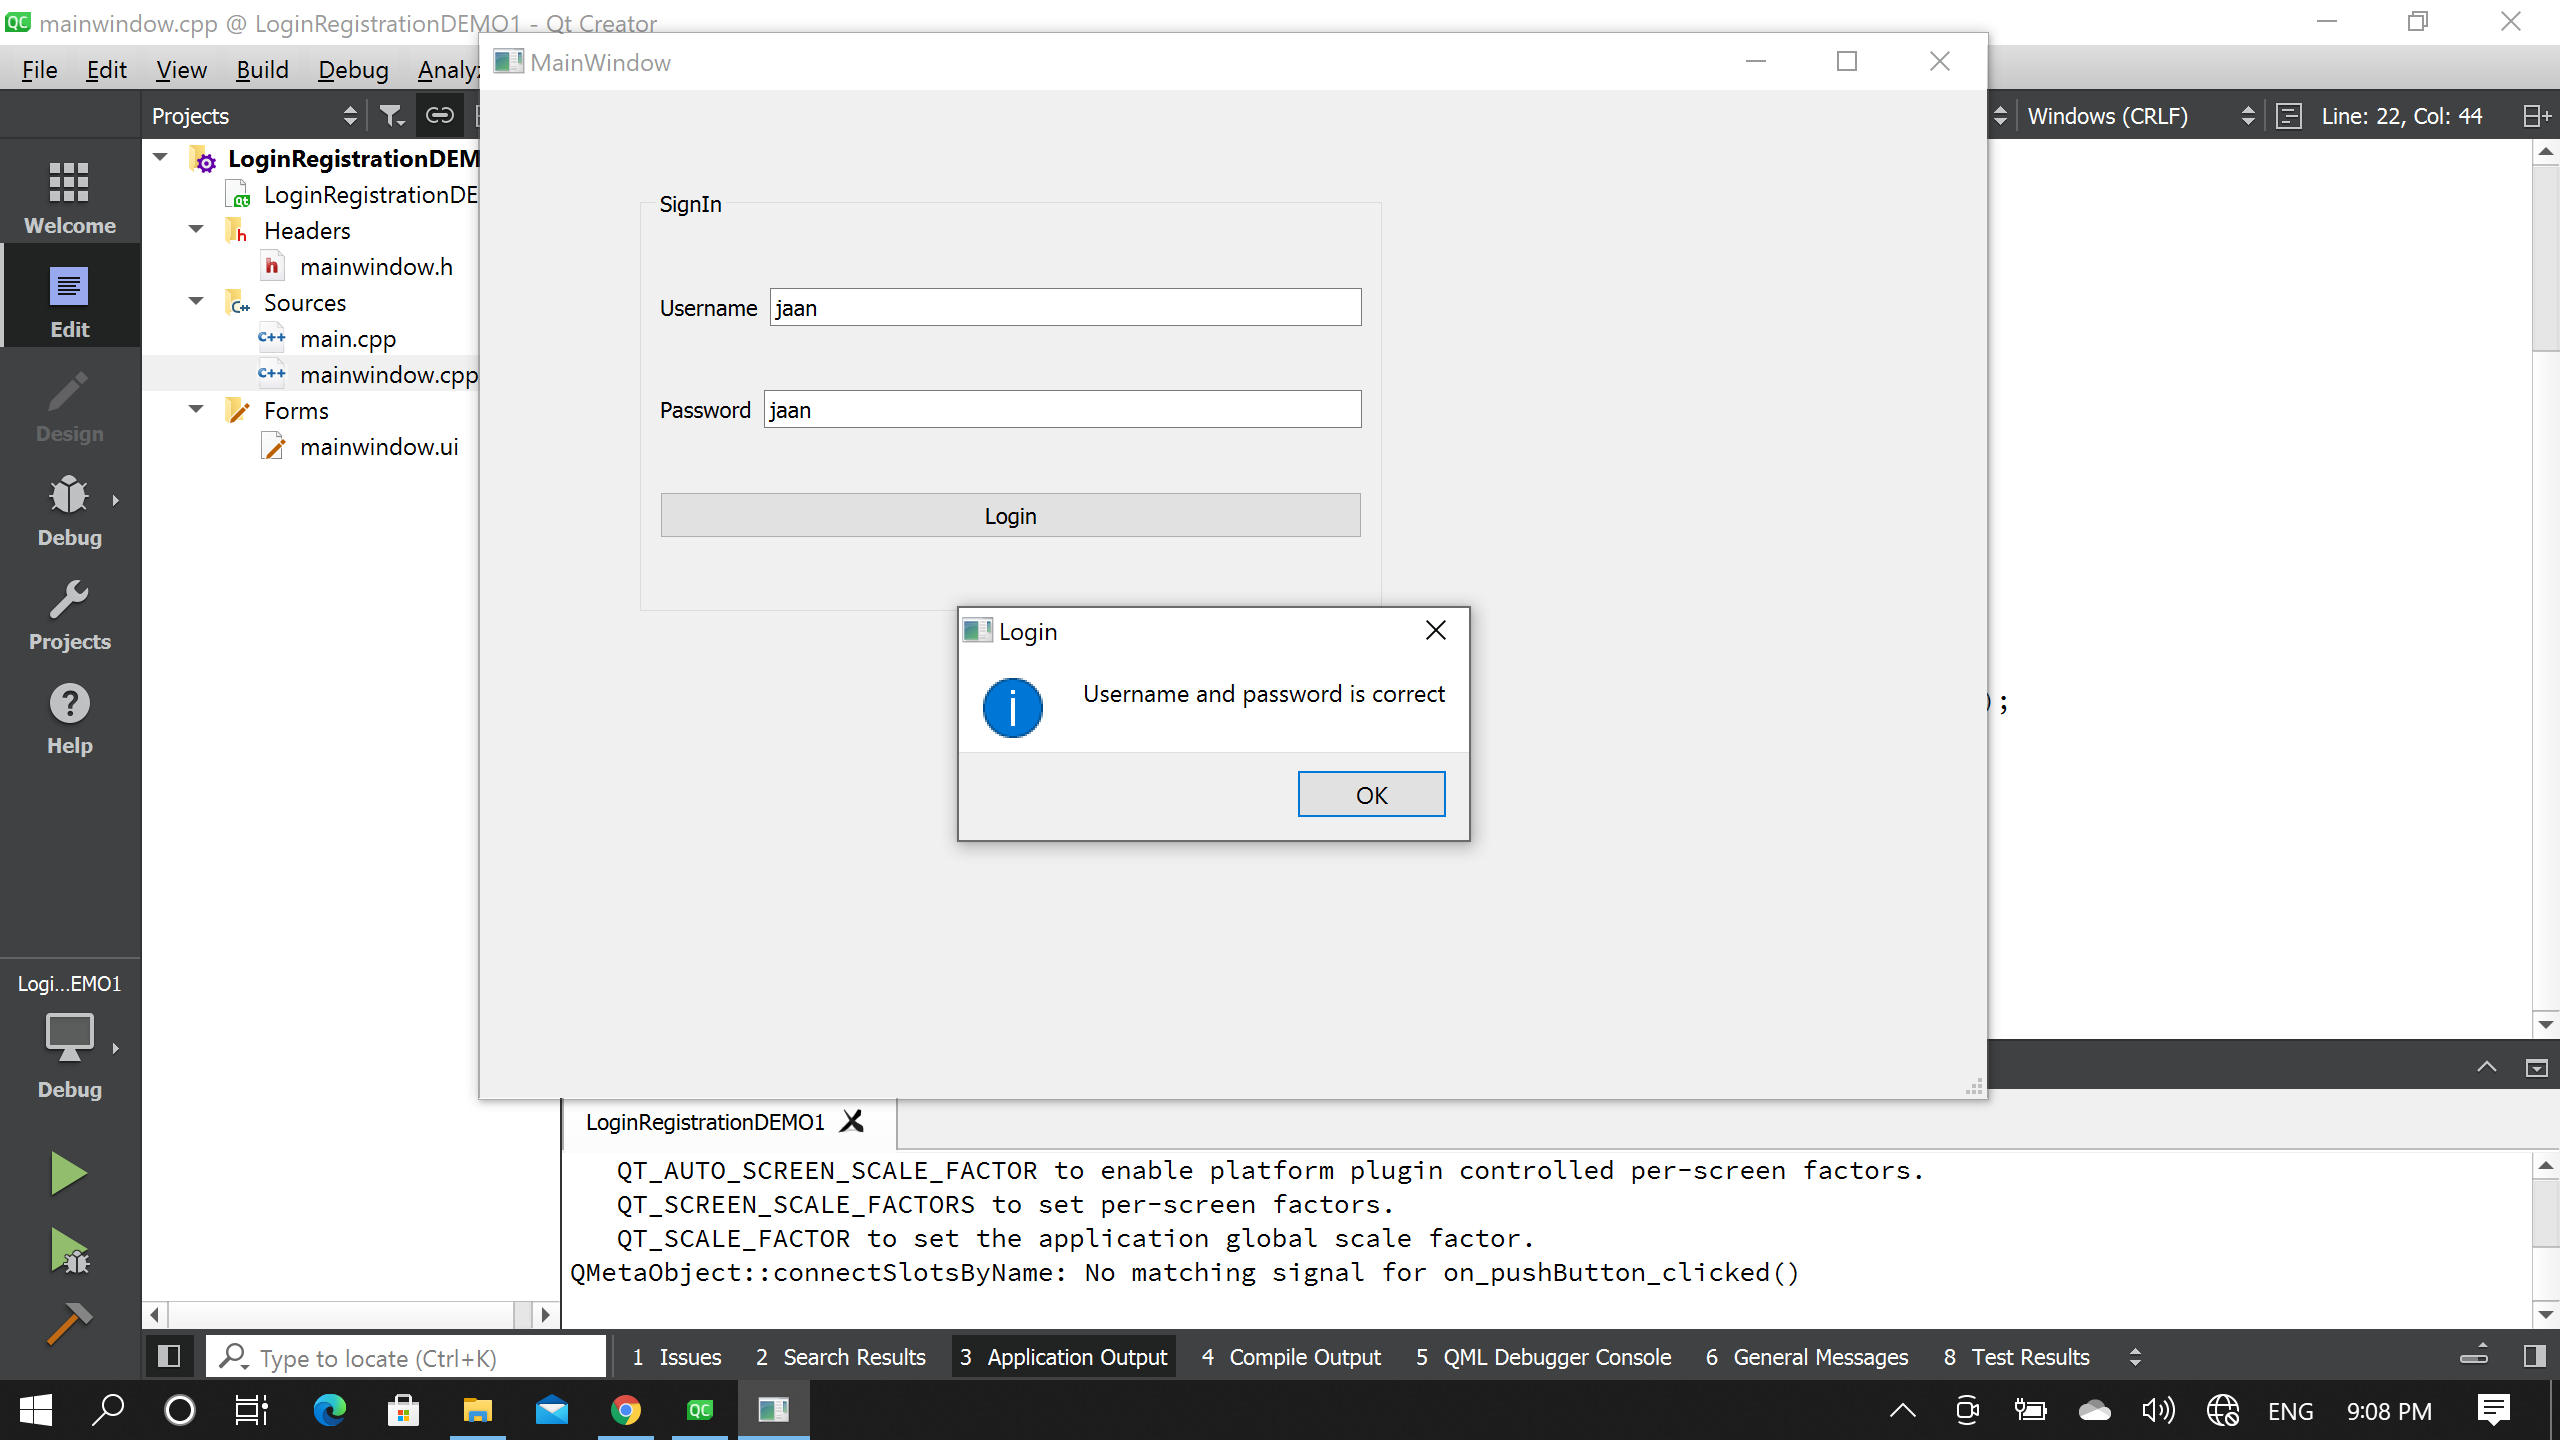 mainwindow.cpp @ LoginRegistrationDEMO1 - Qt Creator
File Edit View Build Debug
MainWindow
Projects
Windows (CRLF)
Line: 22, Col: 44
Welcome
Edit
Design
Debug
Projects
Help
LoginRegistrationDEM
LoginRegistrationDE
Headers
mainwindow.h
Sources
main.cpp
mainwindow.cpp
Forms
mainwindow.ui
SignIn
Username jaan
Password jaan
Login
Login
Username and password is correct
OK
);
Logi...EMO1
Debug
LoginRegistrationDEMO1
QT_AUTO_SCREEN_SCALE_FACTOR to enable platform plugin controlled per-screen factors.
QT_SCREEN_SCALE_FACTORS to set per-screen factors.
QT_SCALE_FACTOR to set the application global scale factor.
QMetaObject::connectSlotsByName: No matching signal for on_pushButton_clicked()
Type to locate (Ctrl+K)
1 Issues 2 Search Results 3 Application Output 4 Compile Output 5 QML Debugger Console 6 General Messages 8 Test Results
ENG 9:08 PM